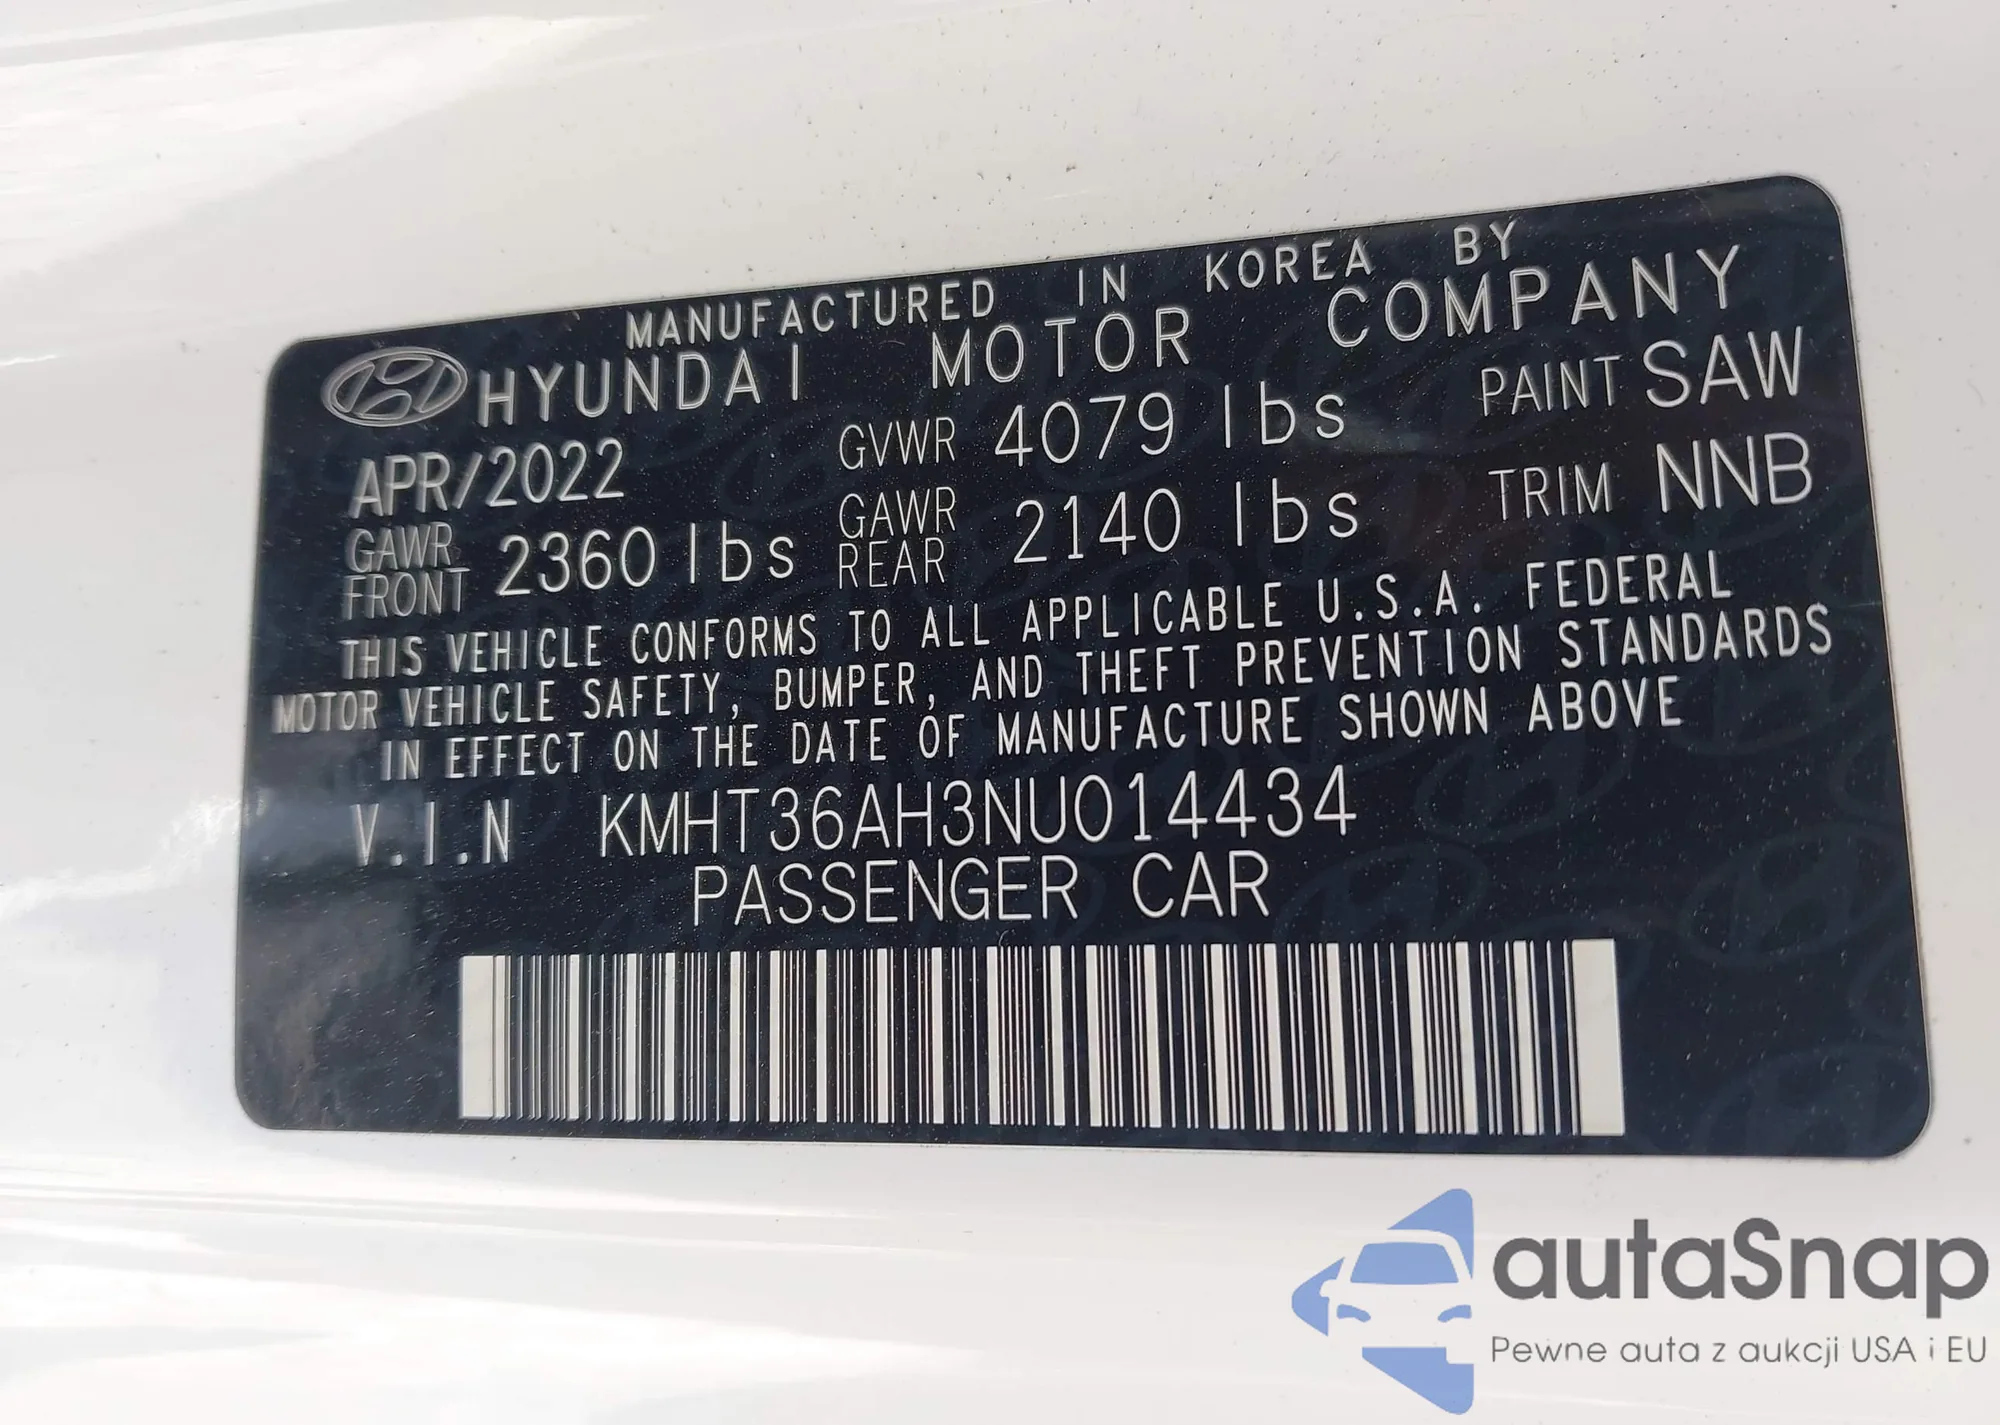 MANUFACTURED IN KOREA BY
HYUNDAI MOTOR COMPANY
APR/2022 GVWR 4079 lbs PAINT SAW
GAWR FRONT 2360 lbs GAWR REAR 2140 lbs TRIM NNB
THIS VEHICLE CONFORMS TO ALL APPLICABLE U.S.A. FEDERAL
MOTOR VEHICLE SAFETY, BUMPER, AND THEFT PREVENTION STANDARDS
IN EFFECT ON THE DATE OF MANUFACTURE SHOWN ABOVE
V.I.N KMHT36AH3NU014434
PASSENGER CAR
autaSnap
Pewne auta z aukcji USA i EU